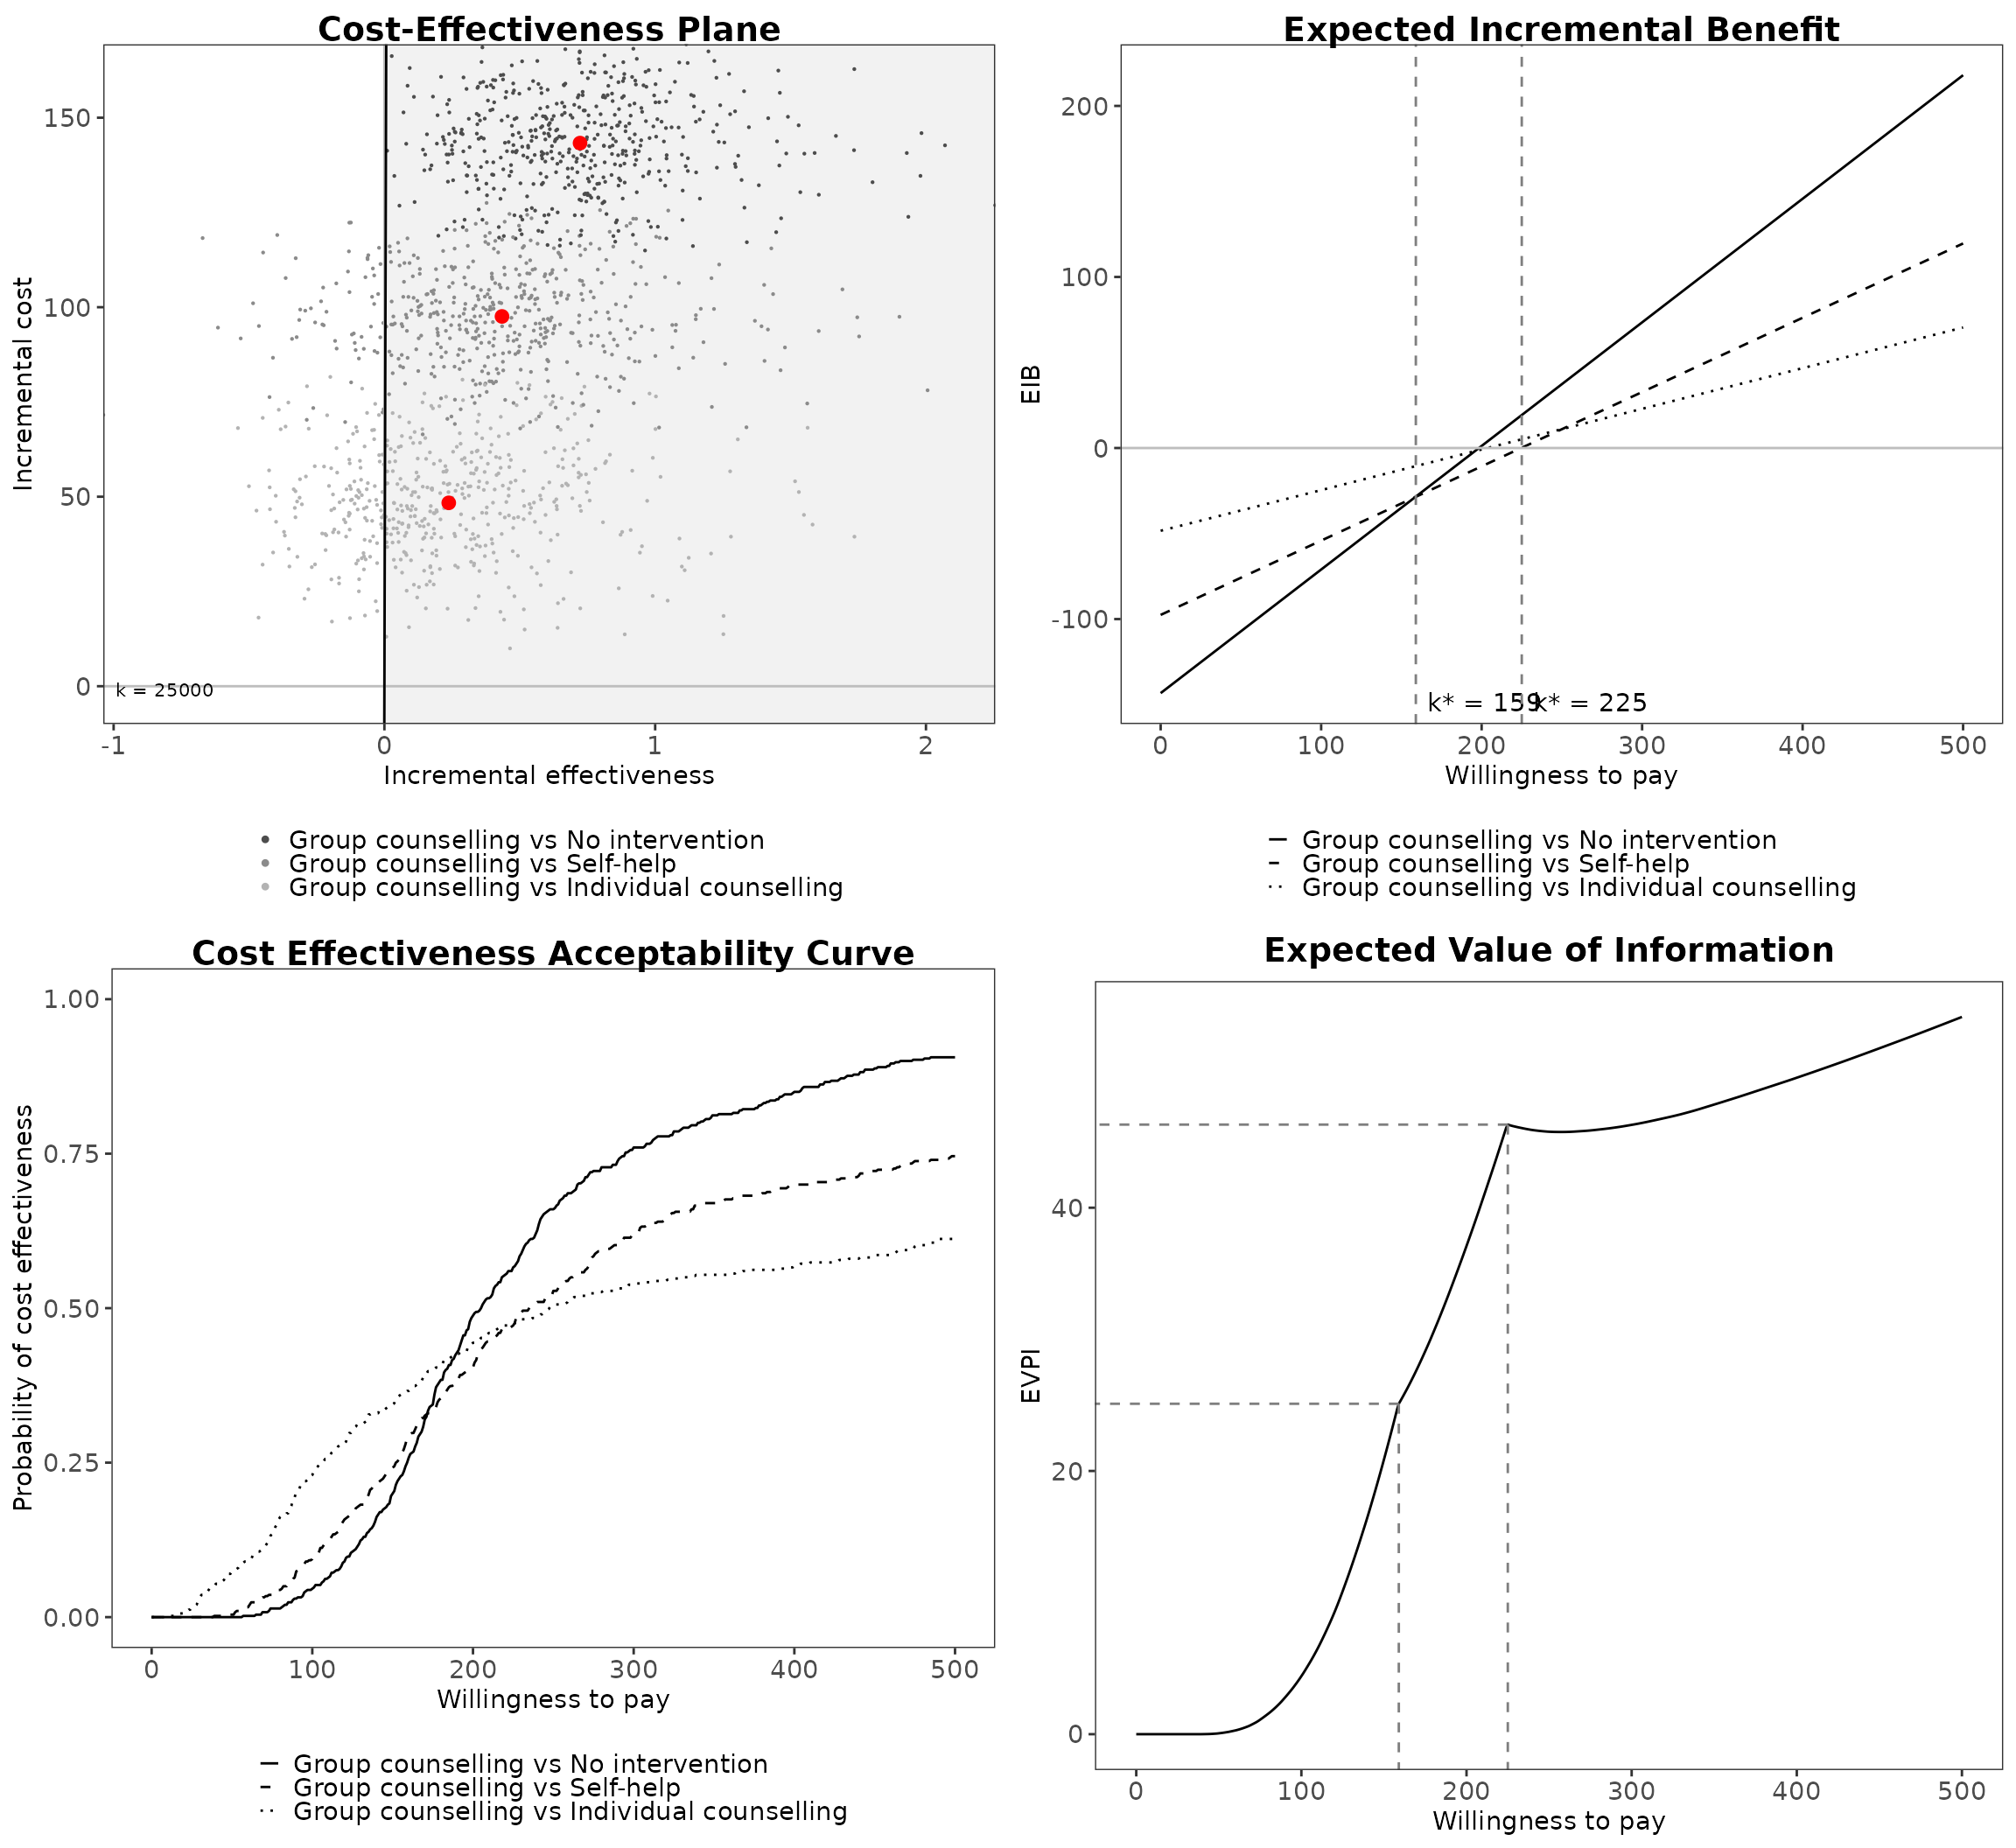 Cost-Effectiveness Plane
150
100
50
0
Incremental cost
k = 25000
-1
0
1
2
Incremental effectiveness
Group counselling vs No intervention
Group counselling vs Self-help
Group counselling vs Individual counselling
Expected Incremental Benefit
200
100
0
-100
EIB
k* = 159
k* = 225
0
100
200
300
400
500
Willingness to pay
Group counselling vs No intervention
Group counselling vs Self-help
Group counselling vs Individual counselling
Cost Effectiveness Acceptability Curve
1.00
0.75
0.50
0.25
0.00
Probability of cost effectiveness
0
100
200
300
400
500
Willingness to pay
Group counselling vs No intervention
Group counselling vs Self-help
Group counselling vs Individual counselling
Expected Value of Information
40
20
0
EVPI
0
100
200
300
400
500
Willingness to pay